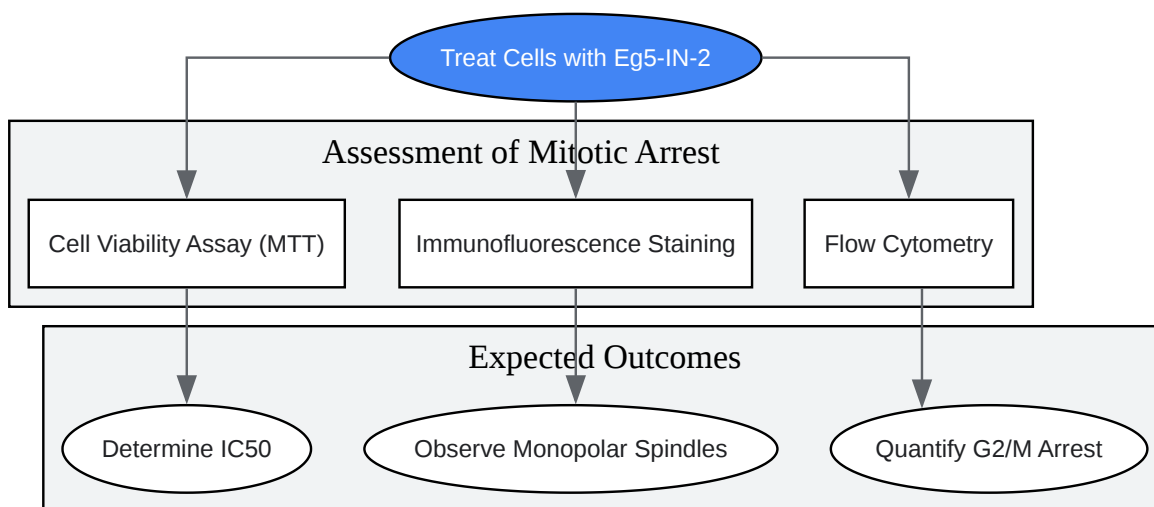 Treat Cells with Eg5-IN-2
Assessment of Mitotic Arrest
Cell Viability Assay (MTT)
Immunofluorescence Staining
Flow Cytometry
Expected Outcomes
Determine IC50
Observe Monopolar Spindles
Quantify G2/M Arrest